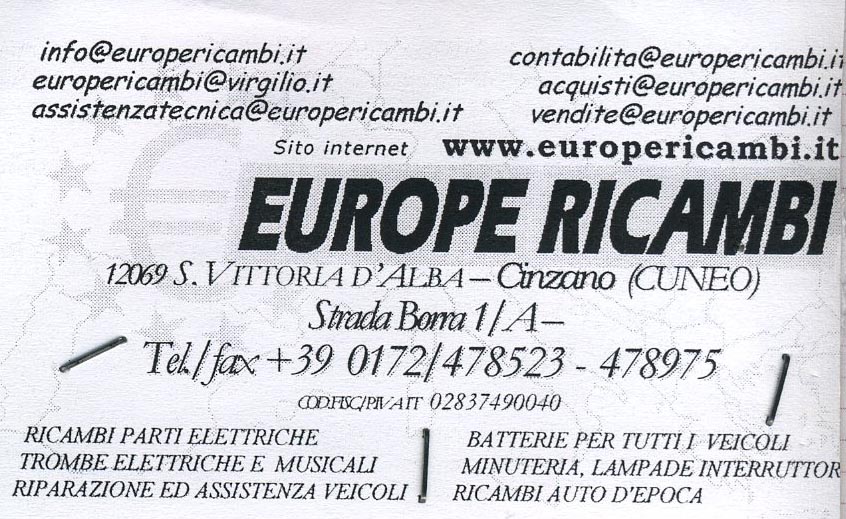 info@europericambi.it
europericambi@virgilio.it
assistenzatecnica@europericambi.it
contabilita@europericambi.it
acquisti@europericambi.it
vendite@europericambi.it
Sito internet www.europericambi.it
EUROPE RICAMBI
12069 S. VITTORIA D'ALBA – Cinzano (CUNEO)
Strada Borra 1/A –
Tel./fax +39 0172/478523 - 478975
COD.FISC/P.IVA IT 02837490040
RICAMBI PARTI ELETTRICHE
TROMBE ELETTRICHE E MUSICALI
RIPARAZIONE ED ASSISTENZA VEICOLI
BATTERIE PER TUTTI I VEICOLI
MINUTERIA, LAMPADE INTERRUTTOR
RICAMBI AUTO D'EPOCA